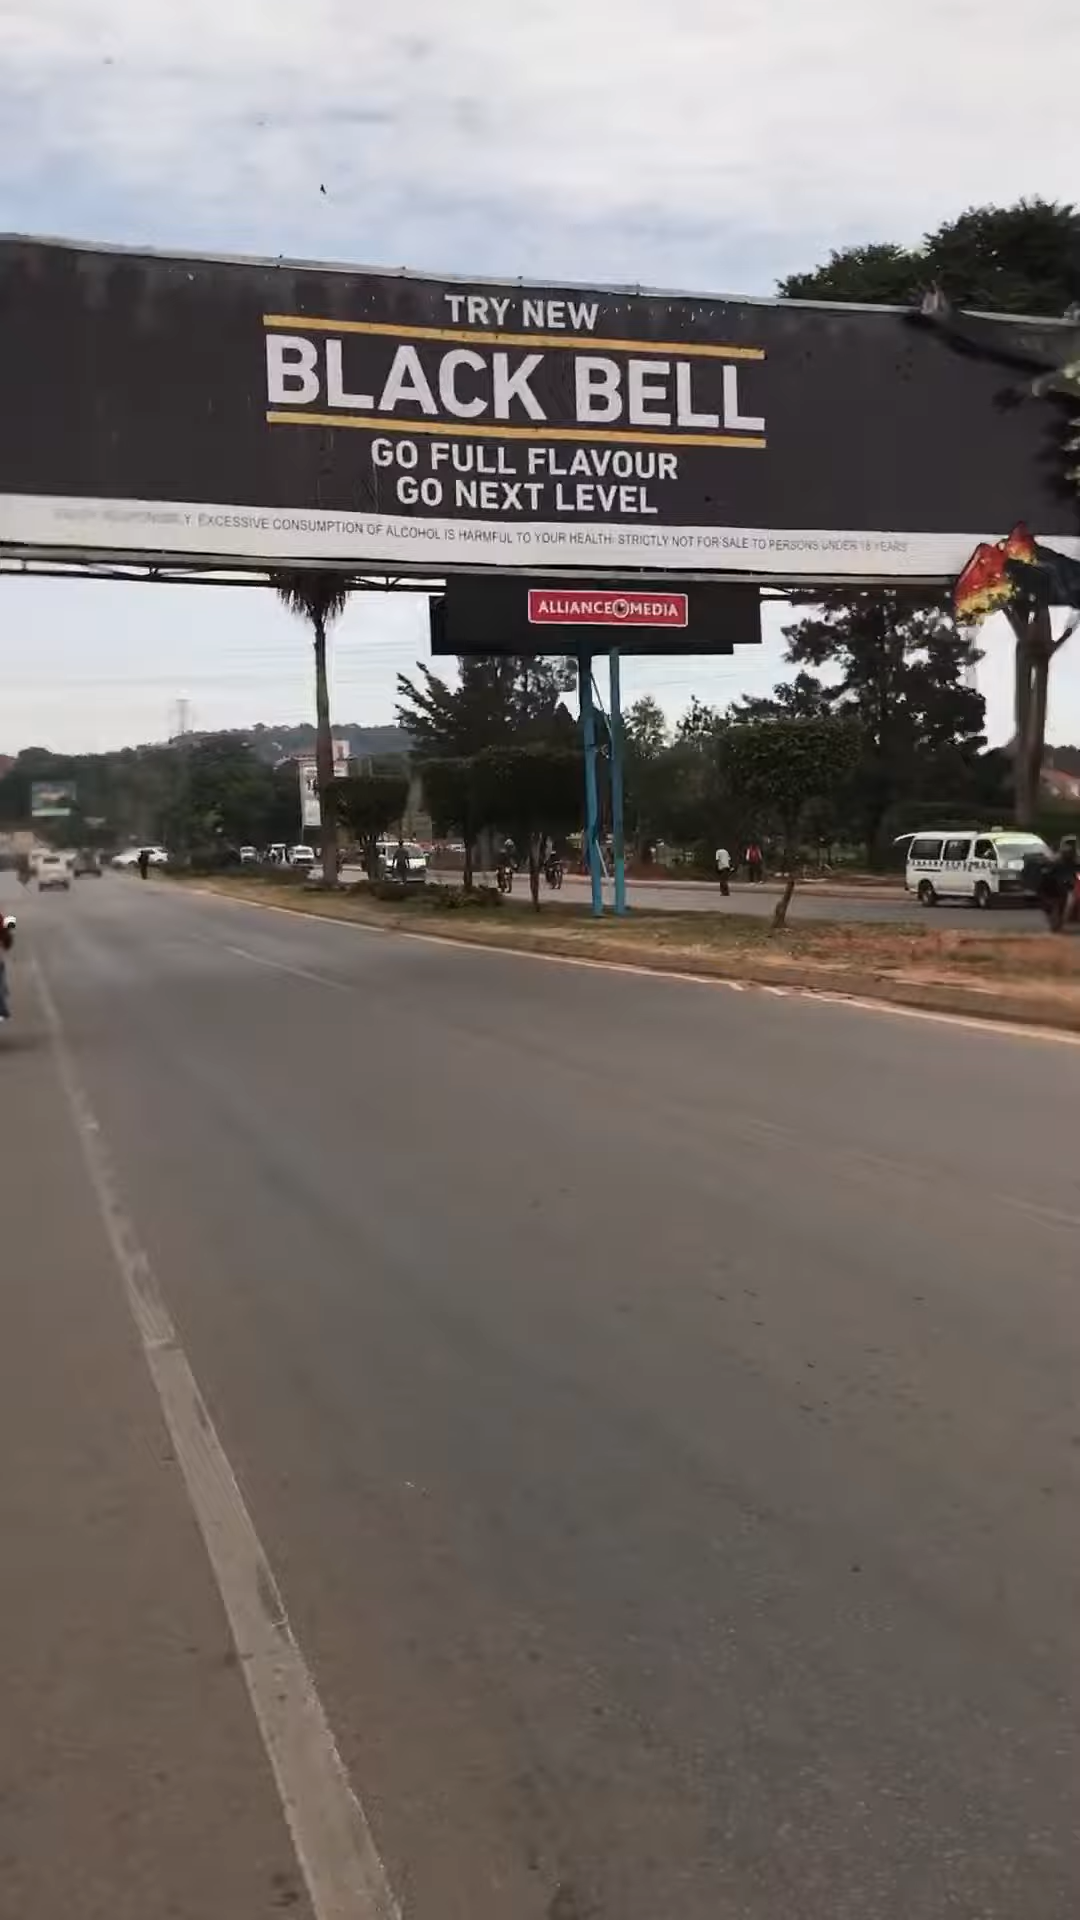 TRY NEW
BLACK BELL
GO FULL FLAVOUR
GO NEXT LEVEL
EXCESSIVE CONSUMPTION OF ALCOHOL IS HARMFUL TO YOUR HEALTH. STRICTLY NOT FOR SALE TO PERSONS UNDER 18 YEARS
ALLIANCE MEDIA